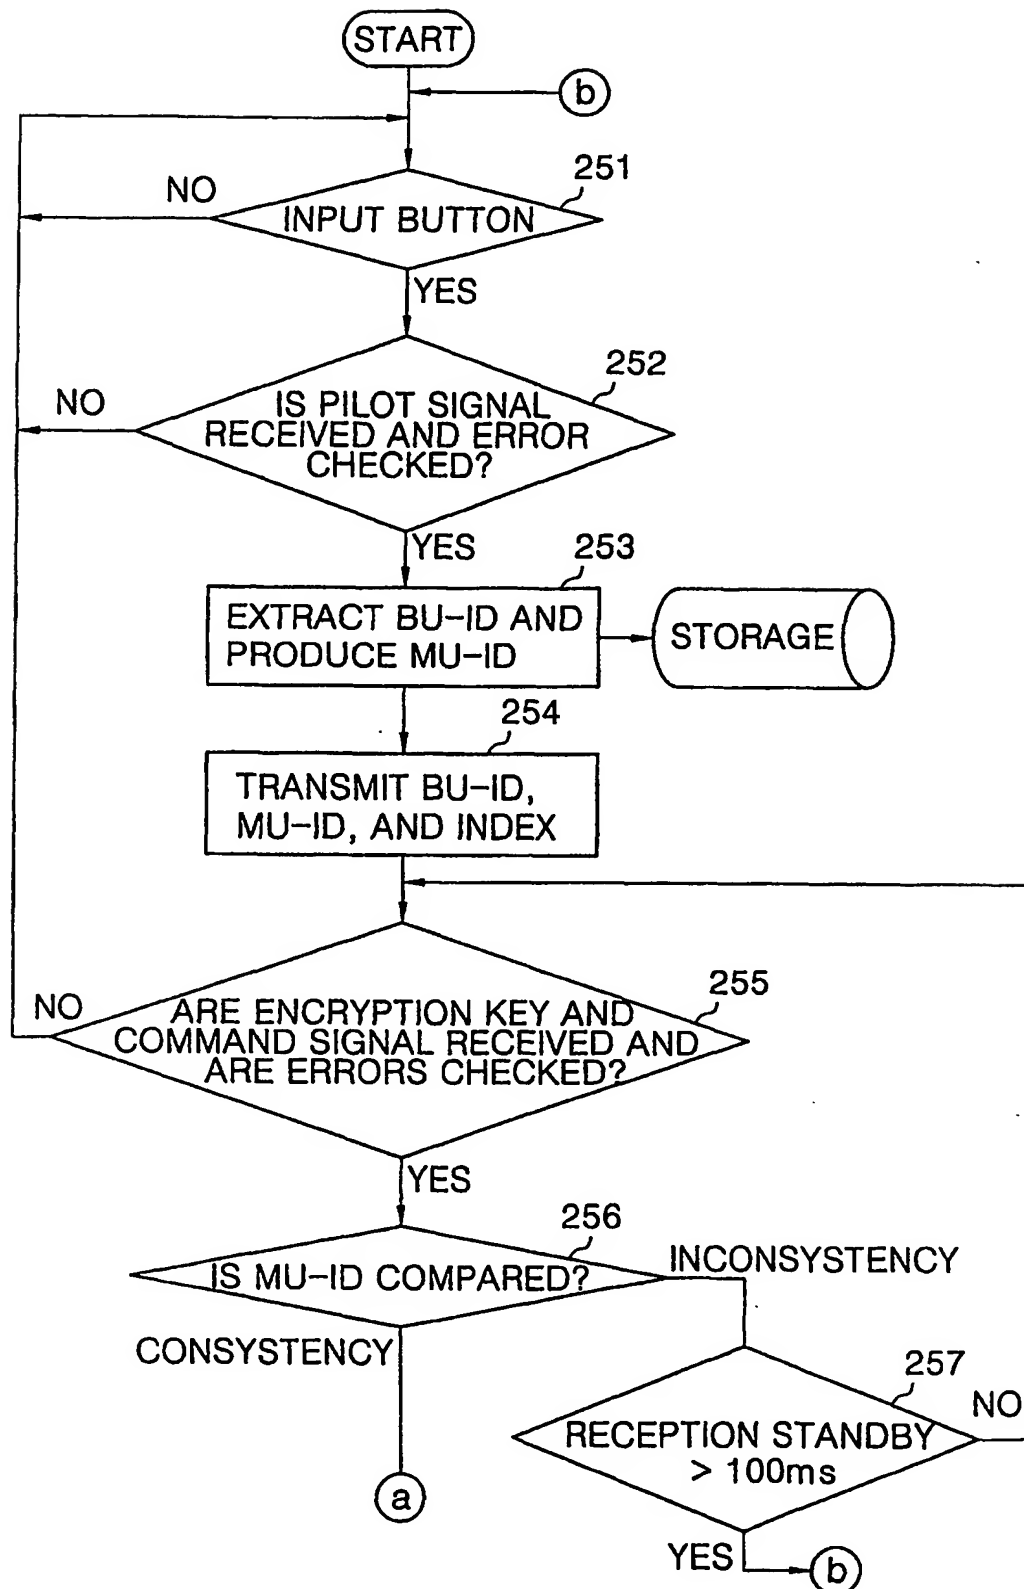 START
b
251
NO
INPUT BUTTON
YES
252
NO
IS PILOT SIGNAL
RECEIVED AND ERROR
CHECKED?
YES
253
EXTRACT BU-ID AND
PRODUCE MU-ID
STORAGE
254
TRANSMIT BU-ID,
MU-ID, AND INDEX
255
NO
ARE ENCRYPTION KEY AND
COMMAND SIGNAL RECEIVED AND
ARE ERRORS CHECKED?
YES
256
IS MU-ID COMPARED?
INCONSYSTENCY
CONSYSTENCY
257
NO
RECEPTION STANDBY
> 100ms
a
YES
b